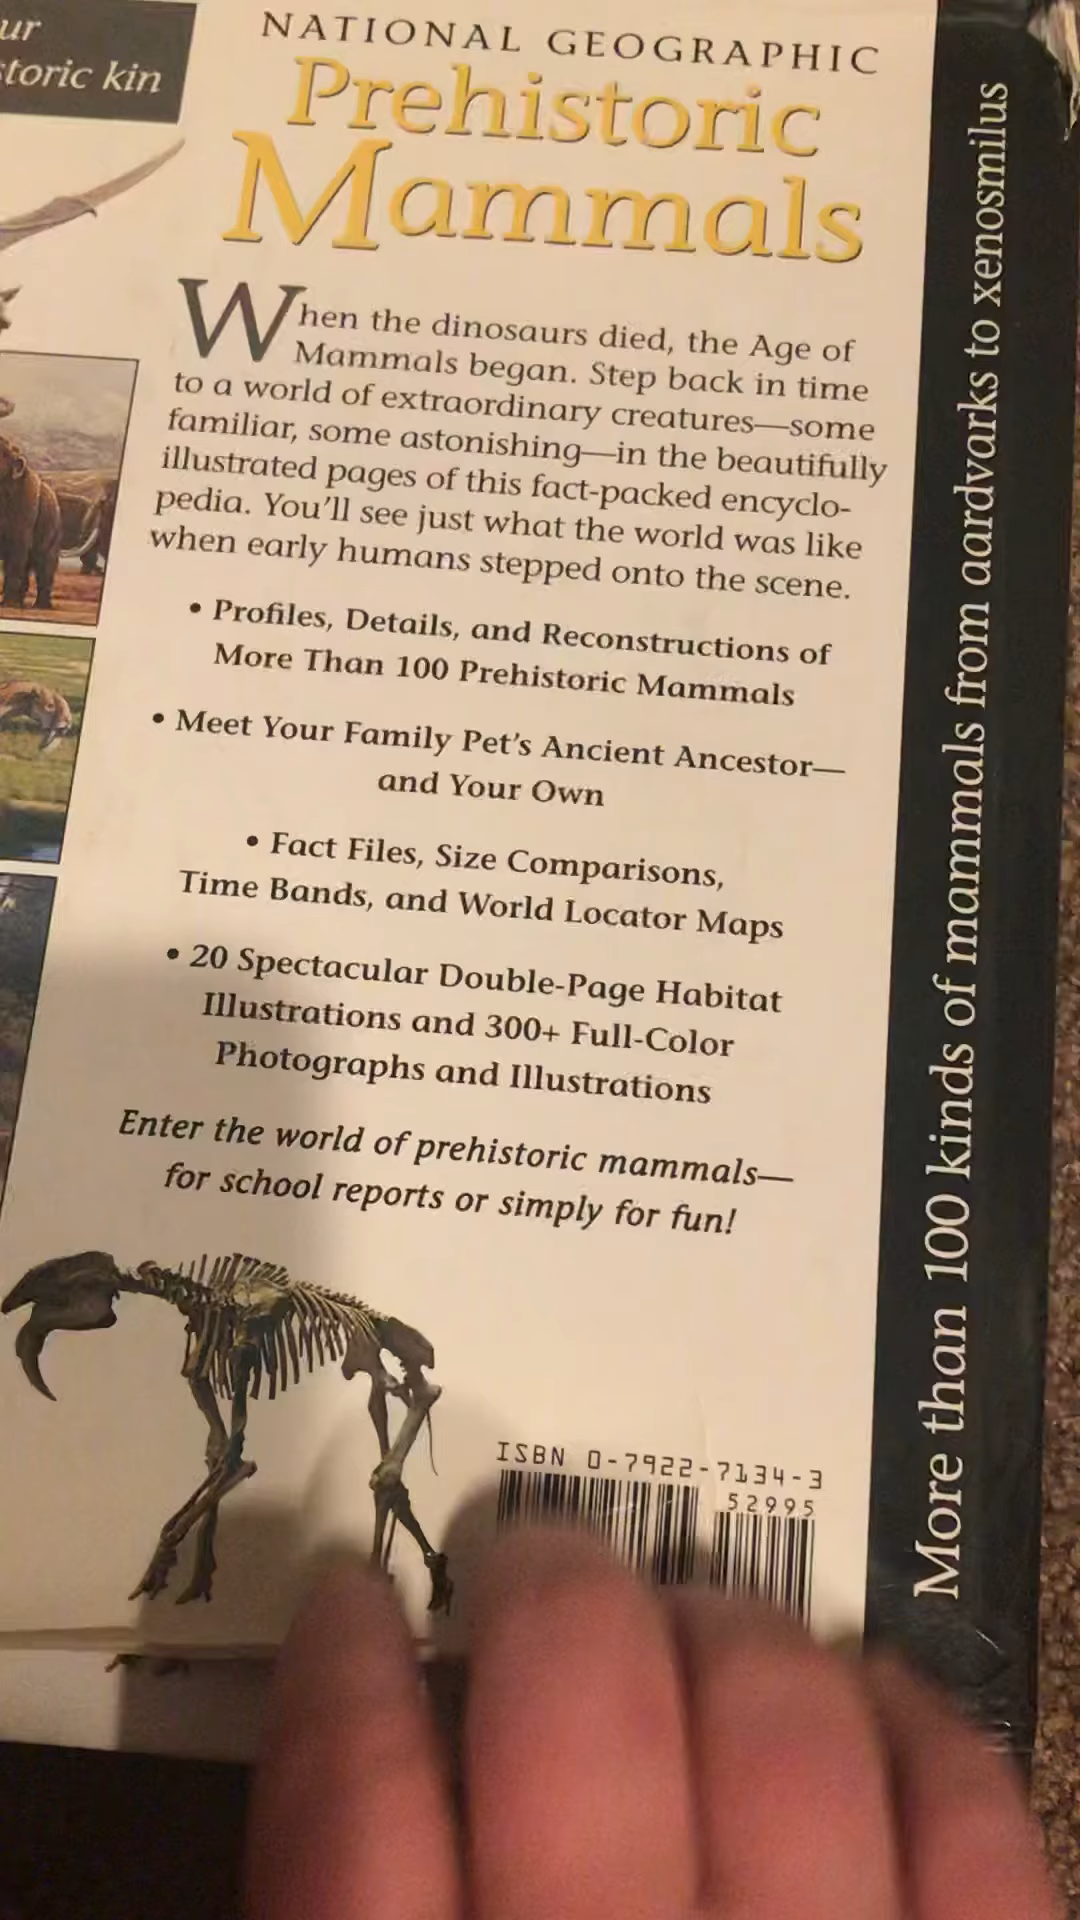 ur
toric kin
NATIONAL GEOGRAPHIC
Prehistoric
Mammals
When the dinosaurs died, the Age of
Mammals began. Step back in time
to a world of extraordinary creatures—some
familiar, some astonishing—in the beautifully
illustrated pages of this fact-packed encyclo-
pedia. You'll see just what the world was like
when early humans stepped onto the scene.
• Profiles, Details, and Reconstructions of
More Than 100 Prehistoric Mammals
• Meet Your Family Pet's Ancient Ancestor—
and Your Own
• Fact Files, Size Comparisons,
Time Bands, and World Locator Maps
• 20 Spectacular Double-Page Habitat
Illustrations and 300+ Full-Color
Photographs and Illustrations
Enter the world of prehistoric mammals—
for school reports or simply for fun!
ISBN 0-7922-7134-3
52995
More than 100 kinds of mammals from aardvarks to xenosmilus